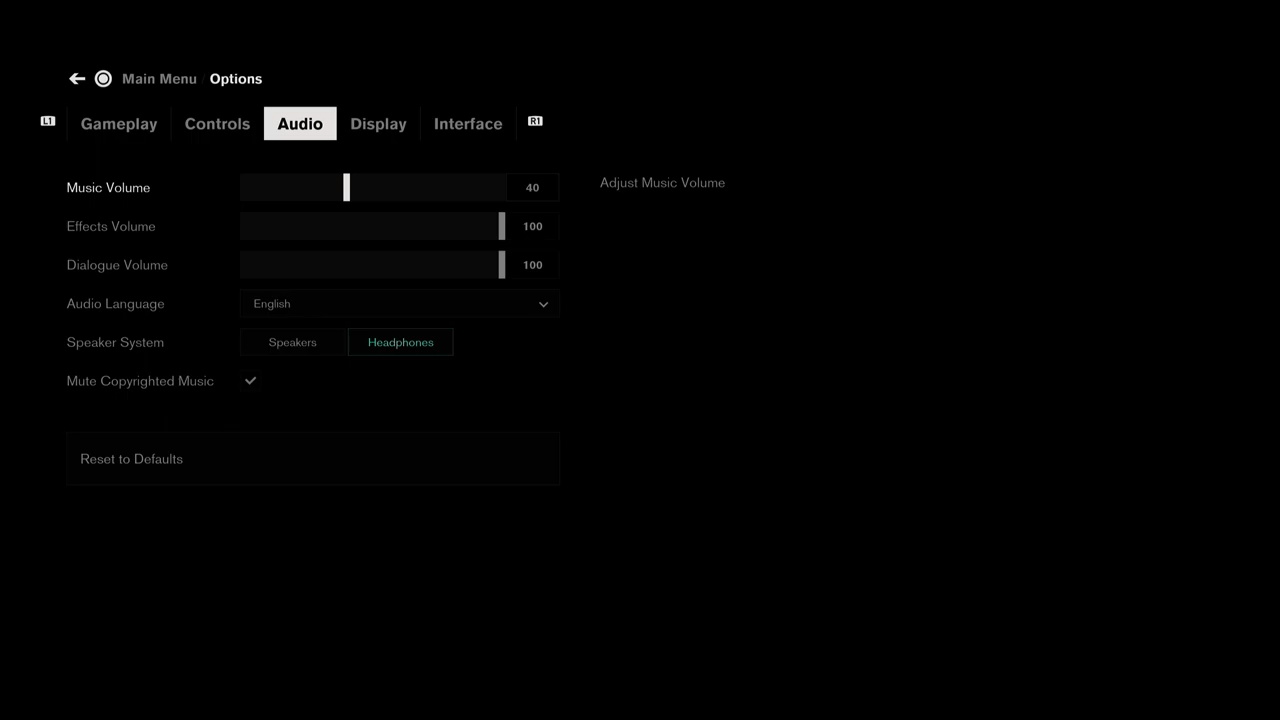 Main Menu / Options
L1 Gameplay Controls Audio Display Interface R1
Music Volume 40 Adjust Music Volume
Effects Volume 100
Dialogue Volume 100
Audio Language English
Speaker System Speakers Headphones
Mute Copyrighted Music
Reset to Defaults